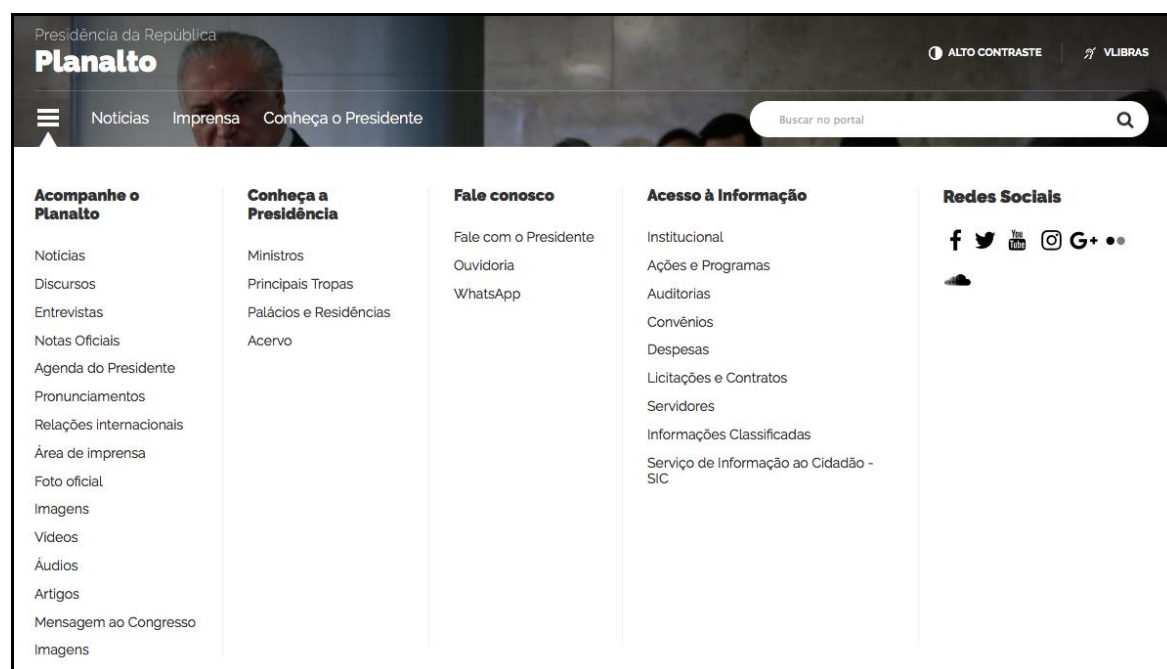 Presidência da República
Planalto
ALTO CONTRASTE
VLIBRAS
Notícias
Imprensa
Conheça o Presidente
Buscar no portal
Acompanhe o
Planalto
Notícias
Discursos
Entrevistas
Notas Oficiais
Agenda do Presidente
Pronunciamentos
Relações internacionais
Área de imprensa
Foto oficial
Imagens
Vídeos
Áudios
Artigos
Mensagem ao Congresso
Imagens
Conheça a
Presidência
Ministros
Principais Tropas
Palácios e Residências
Acervo
Fale conosco
Fale com o Presidente
Ouvidoria
WhatsApp
Acesso à Informação
Institucional
Ações e Programas
Auditorias
Convênios
Despesas
Licitações e Contratos
Servidores
Informações Classificadas
Serviço de Informação ao Cidadão -
SIC
Redes Sociais
You
Tube
G+